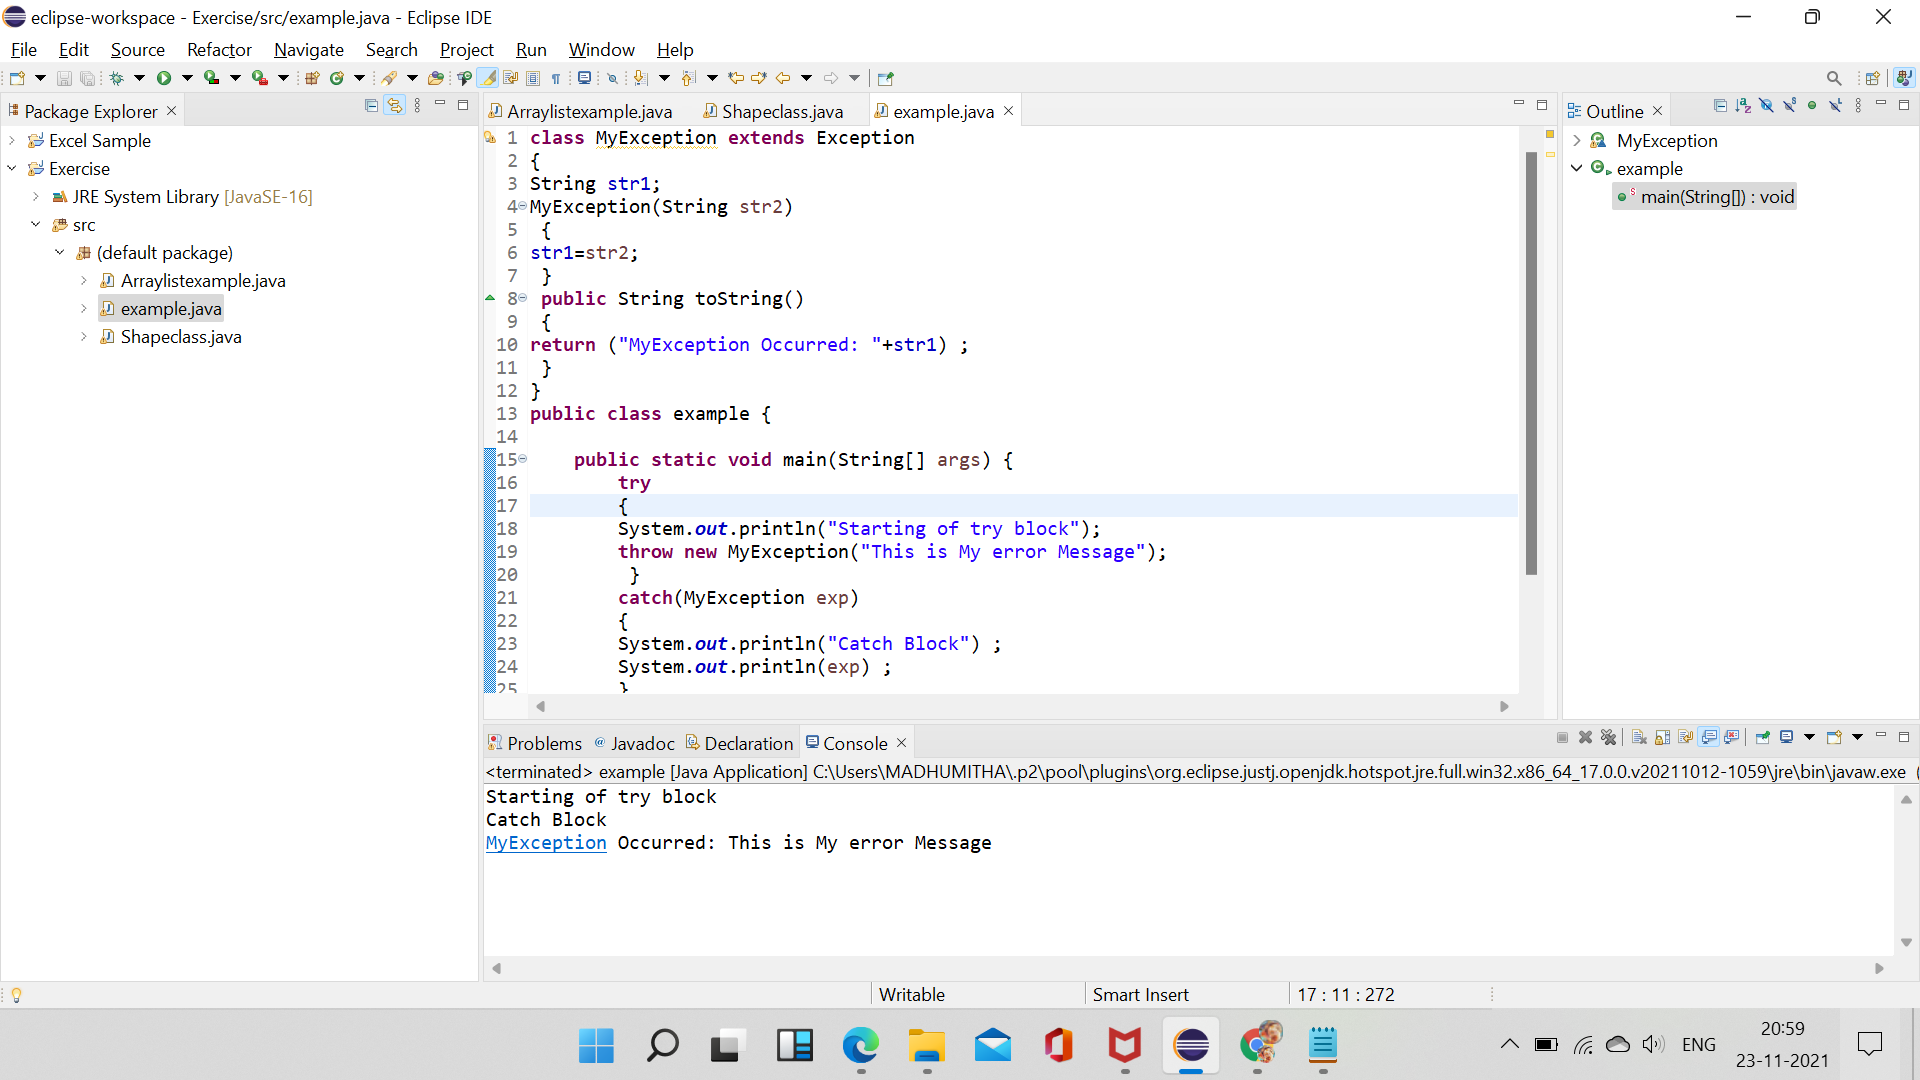 eclipse-workspace - Exercise/src/example.java - Eclipse IDE
File Edit Source Refactor Navigate Search Project Run Window Help
Package Explorer
Excel Sample
Exercise
JRE System Library [JavaSE-16]
src
(default package)
Arraylistexample.java
example.java
Shapeclass.java
Arraylistexample.java Shapeclass.java example.java
1 class MyException extends Exception
2 {
3 String str1;
4 MyException(String str2)
5 {
6 str1=str2;
7 }
8 public String toString()
9 {
10 return ("MyException Occurred: "+str1) ;
11 }
12 }
13 public class example {
14
15 public static void main(String[] args) {
16 try
17 {
18 System.out.println("Starting of try block");
19 throw new MyException("This is My error Message");
20 }
21 catch(MyException exp)
22 {
23 System.out.println("Catch Block") ;
24 System.out.println(exp) ;
25 }
Outline
MyException
example
main(String[]) : void
Problems @ Javadoc Declaration Console
<terminated> example [Java Application] C:\Users\MADHUMITHA\.p2\pool\plugins\org.eclipse.justj.openjdk.hotspot.jre.full.win32.x86_64_17.0.0.v20211012-1059\jre\bin\javaw.exe (
Starting of try block
Catch Block
MyException Occurred: This is My error Message
Writable Smart Insert 17 : 11 : 272
ENG
20:59
23-11-2021